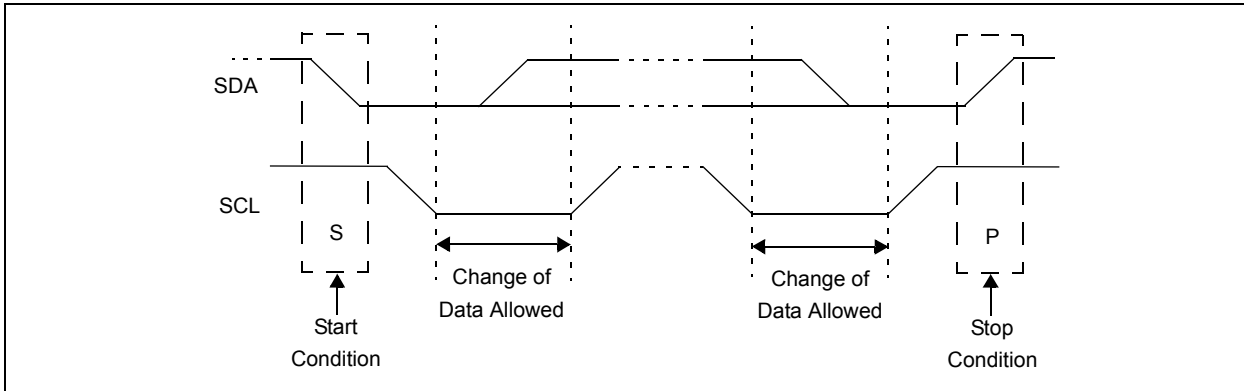 SDA
SCL
S
P
Change of
Data Allowed
Change of
Data Allowed
Start
Condition
Stop
Condition